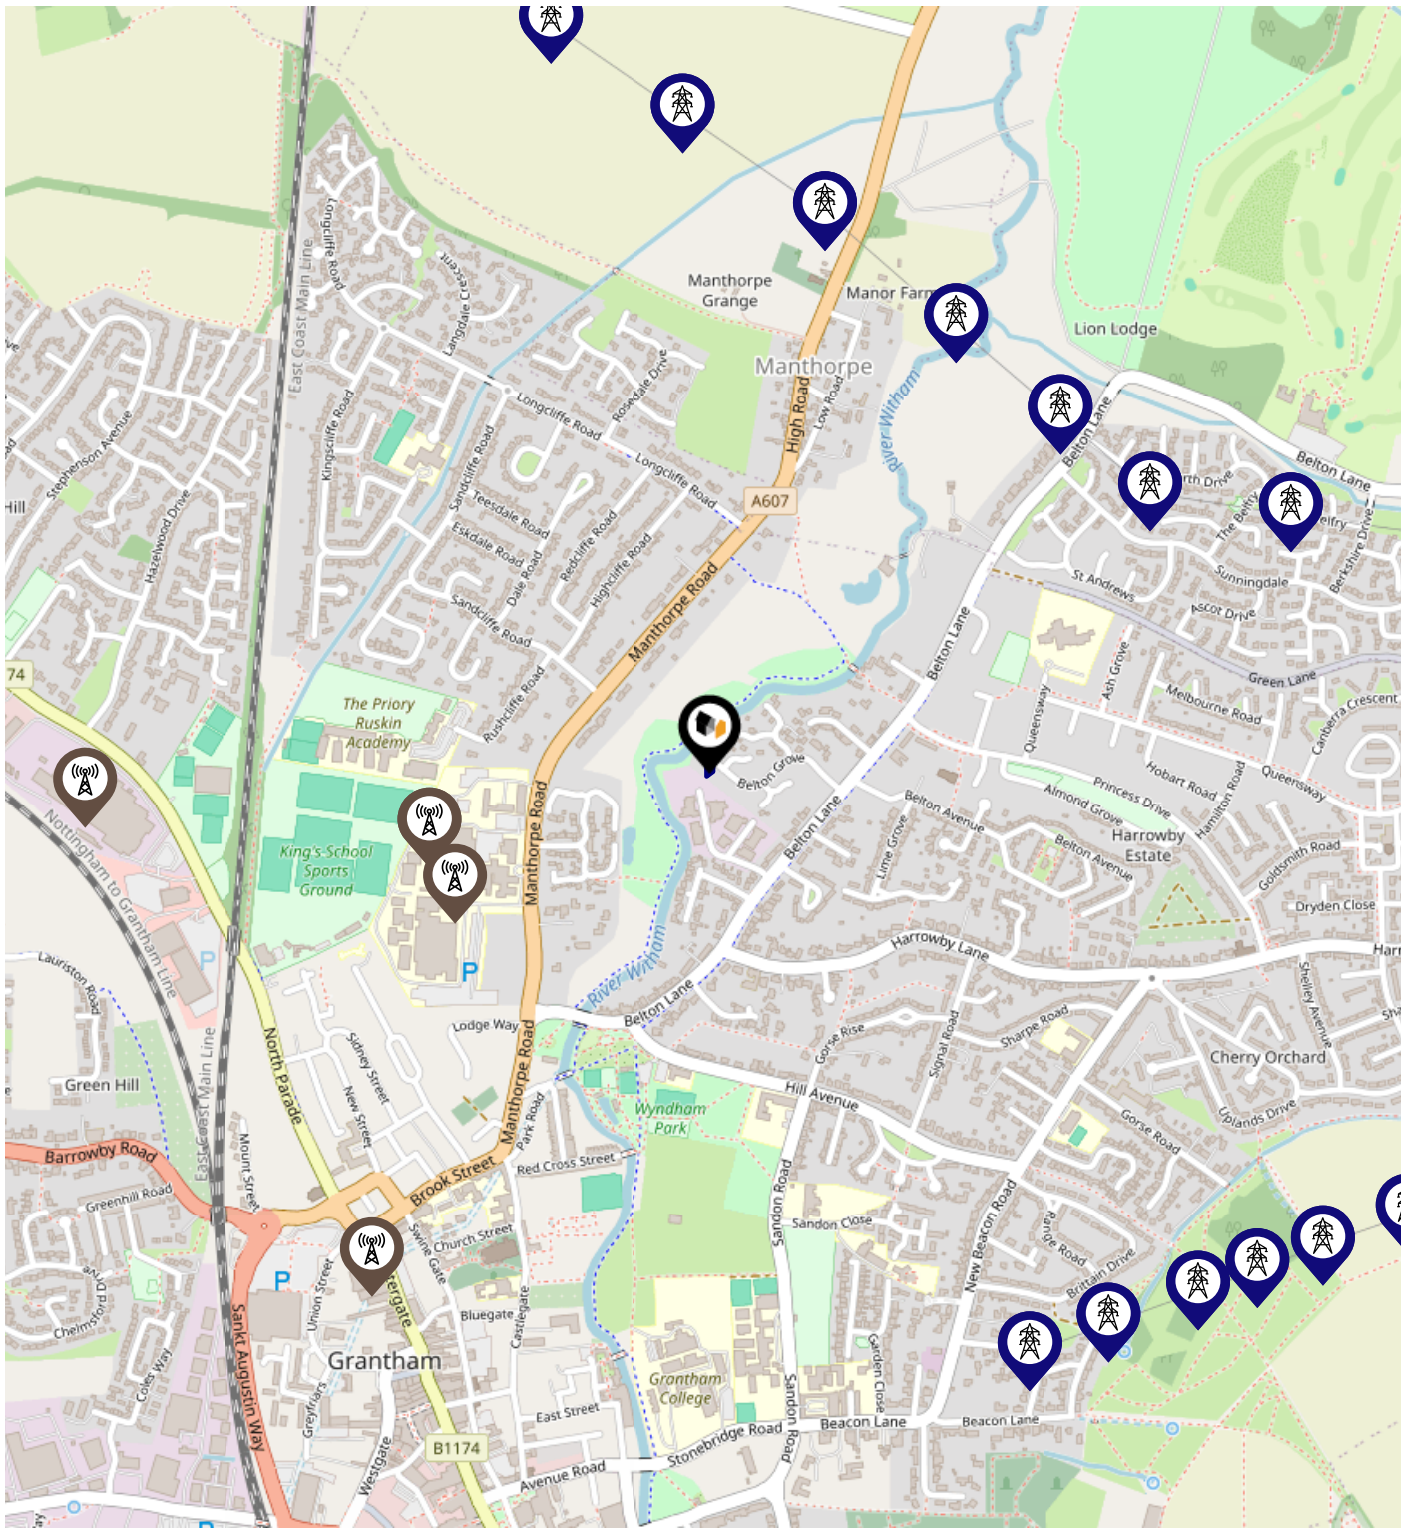 Longcliffe Road
East Coast Main Line
Langdale Crescent
Manthorpe
Grange
Manor Farm
Lion Lodge
Manthorpe
High Road
Low Road
River Witham
Rosedale Drive
Longcliffe Road
Longcliffe Road
Kingscliffe Road
Sandcliffe Road
Stephenson Avenue
Hill
Hazelwood Drive
Belton Lane
Belton Lane
orth Drive
The Belfry
elfry
Berkshire Drive
A607
Teesdale Road
Eskdale Road
Dale Road
Redcliffe Road
Highcliffe Road
Sandcliffe Road
Manthorpe Road
St Andrews
Sunningdale
Ascot Drive
Belton Lane
Green Lane
Ash Grove
Melbourne Road
Canberra Crescent
Queensway
74
The Priory
Ruskin
Academy
Rushcliffe Road
Belton Grove
Hobart Road
Queensway
Princess Drive
Almond Grove
Hamilton Road
Belton Avenue
Belton Lane
Harrowby
Estate
Lime Grove
Belton Avenue
Goldsmith Road
Dryden Close
Nottingham to Grantham Line
King's School
Sports
Ground
Manthorpe Road
P
P
Harrowby Lane
Harr
Lauriston Road
River Witham
Belton Lane
Shelley Avenue
Sha
Lodge Way
Gorse Rise
Signal Road
Sharpe Road
Cherry Orchard
North Parade
Sidney Street
New Street
Manthorpe Road
Green Hill
East Coast Main Line
Hill Avenue
Wyndham
Park
Uplands Drive
Gorse Road
Park Road
Barrowby Road
Mount Street
Red Cross Street
Brook Street
Greenhill Road
Sandon Road
Sandon Close
New Beacon Road
Range Road
Brittain Drive
Swine Gate
Church Street
P
Union Street
tergate
Bluegate
Castlegate
Chelmsford Drive
Coles Way
Sankt Augustin Way
Grantham
Greyfriars
Grantham
College
Garden Close
Sandon Road
East Street
Beacon Lane
Beacon Lane
B1174
Stonebridge Road
Westgate
Avenue Road
P